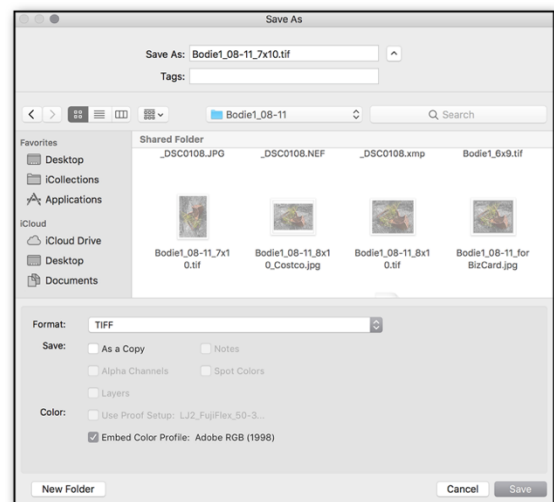 Save As
Save As: Bodie1_08-11_7x10.tif
Tags:
Bodie1_08-11
Search
Favorites
Desktop
iCollections
Applications
iCloud
iCloud Drive
Desktop
Documents
Shared Folder
_DSC0108.JPG _DSC0108.NEF _DSC0108.xmp Bodie1_6x9.tif
Bodie1_08-11_7x1 Bodie1_08-11_8x1 Bodie1_08-11_8x1 Bodie1_08-11_for
0.tif 0_Costco.jpg 0.tif BizCard.jpg
Format: TIFF
Save: As a Copy Notes
Alpha Channels Spot Colors
Layers
Color: Use Proof Setup: LJ2_FujiFlex_50-3...
Embed Color Profile: Adobe RGB (1998)
New Folder Cancel Save